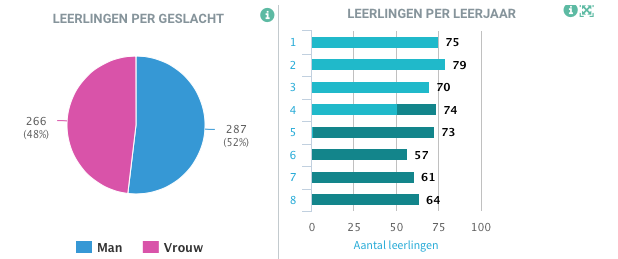 LEERLINGEN PER GESLACHT
266
(48%)
287
(52%)
Man
Vrouw
LEERLINGEN PER LEERJAAR
1 75
2 79
3 70
4 74
5 73
6 57
7 61
8 64
0 25 50 75 100
Aantal leerlingen